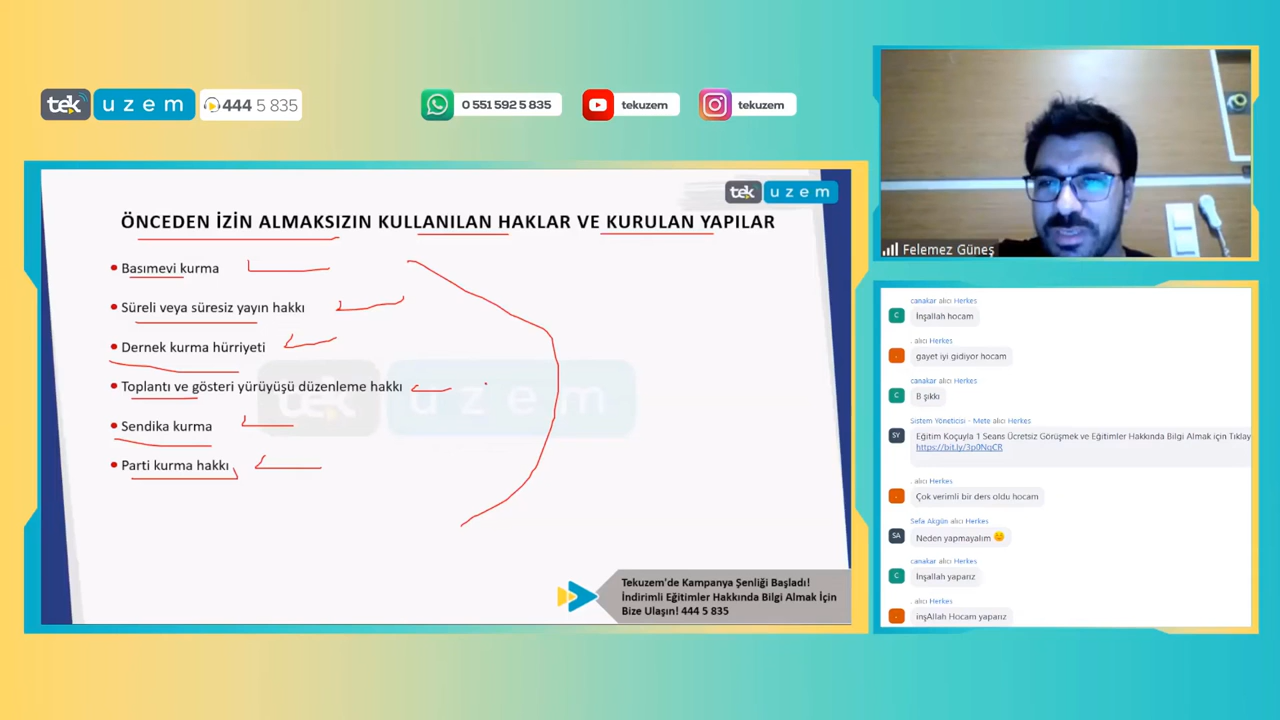 tek uzem 444 5 835
0 551 592 5 835
tekuzem
tekuzem
tek uzem
ÖNCEDEN İZİN ALMAKSIZIN KULLANILAN HAKLAR VE KURULAN YAPILAR
• Basımevi kurma
• Süreli veya süresiz yayın hakkı
• Dernek kurma hürriyeti
• Toplantı ve gösteri yürüyüşü düzenleme hakkı
• Sendika kurma
• Parti kurma hakkı
tek uzem
Tekuzem'de Kampanya Şenliği Başladı!
İndirimli Eğitimler Hakkında Bilgi Almak İçin
Bize Ulaşın! 444 5 835
Felemez Güneş
canakar alıcı Herkes
C İnşallah hocam
. alıcı Herkes
. gayet iyi gidiyor hocam
canakar alıcı Herkes
C B şıkkı
Sistem Yöneticisi - Mete alıcı Herkes
SY Eğitim Koçuyla 1 Seans Ücretsiz Görüşmek ve Eğitimler Hakkında Bilgi Almak için Tıklay
https://bit.ly/3p0NqCR
. alıcı Herkes
. Çok verimli bir ders oldu hocam
Sefa Akgün alıcı Herkes
SA Neden yapmayalım 😊
canakar alıcı Herkes
C İnşallah yaparız
. alıcı Herkes
. inşAllah Hocam yaparız